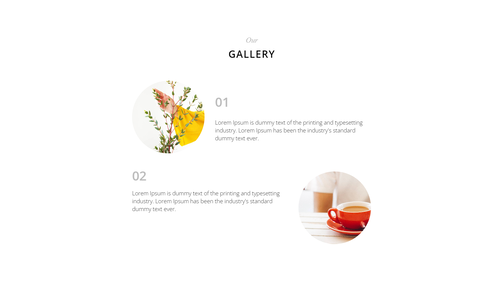 Our
GALLERY
01
Lorem Ipsum is dummy text of the printing and typesetting
industry. Lorem Ipsum has been the industry's standard
dummy text ever.
02
Lorem Ipsum is dummy text of the printing and typesetting
industry. Lorem Ipsum has been the industry's standard
dummy text ever.